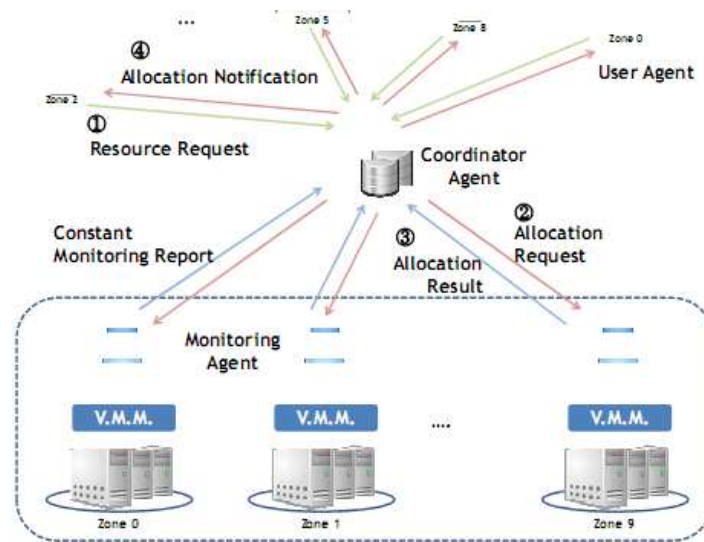 ...
Zone 5
Zone 8
Zone 0
④
Allocation Notification
User Agent
Zone 2
①
Resource Request
Coordinator
Agent
②
Constant
Monitoring Report
③
Allocation
Result
Allocation
Request
Monitoring
Agent
V.M.M.
V.M.M.
....
V.M.M.
Zone 0
Zone 1
Zone 9